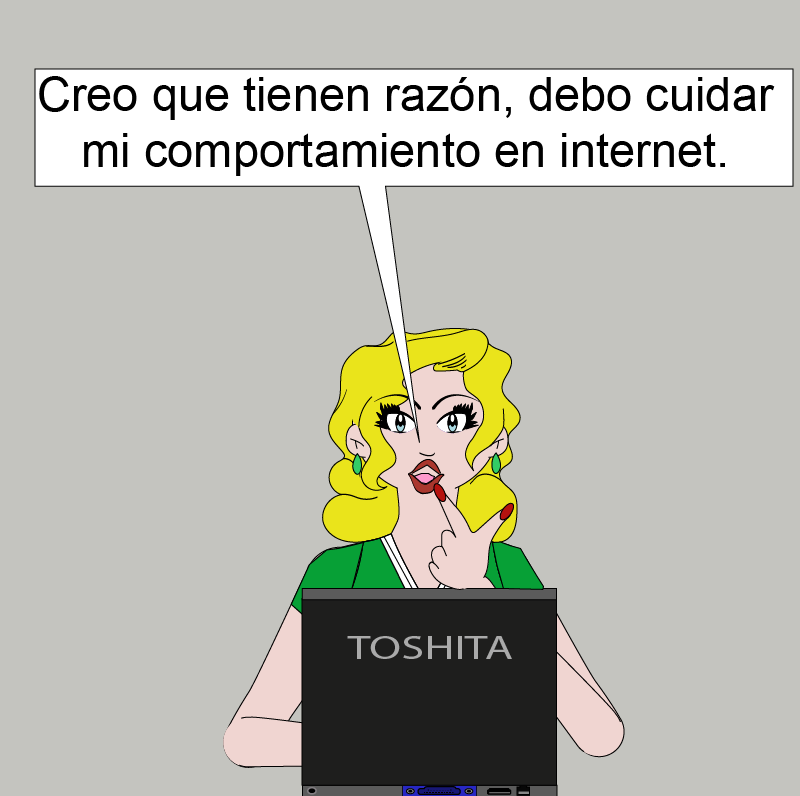 Creo que tienen razón, debo cuidar
mi comportamiento en internet.
TOSHITA